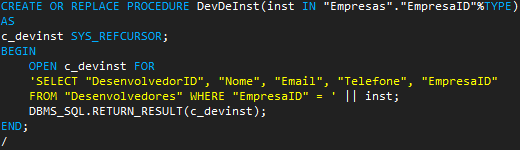 CREATE OR REPLACE PROCEDURE DevDeInst(inst IN "Empresas"."EmpresaID"%TYPE)
AS
c_devinst SYS_REFCURSOR;
BEGIN
OPEN c_devinst FOR
'SELECT "DesenvolvedorID", "Nome", "Email", "Telefone", "EmpresaID"
FROM "Desenvolvedores" WHERE "EmpresaID" = ' || inst;
DBMS_SQL.RETURN_RESULT(c_devinst);
END;
/